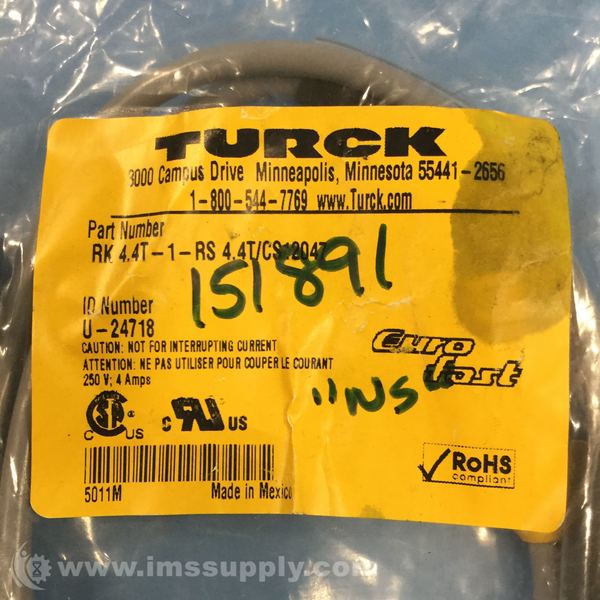 TURCK
3000 Campus Drive Minneapolis, Minnesota 55441-2656
1-800-544-7769 www.Turck.com
Part Number
RK 4.4T-1-RS 4.4T/CS12047
151891
ID Number
U-24718
CAUTION: NOT FOR INTERRUPTING CURRENT
ATTENTION: NE PAS UTILISER POUR COUPER LE COURANT
250 V; 4 Amps
Euro fast
"INS"
C SA US
C RU US
RoHS
compliant
5011M
Made in Mexico
www.imssupply.com